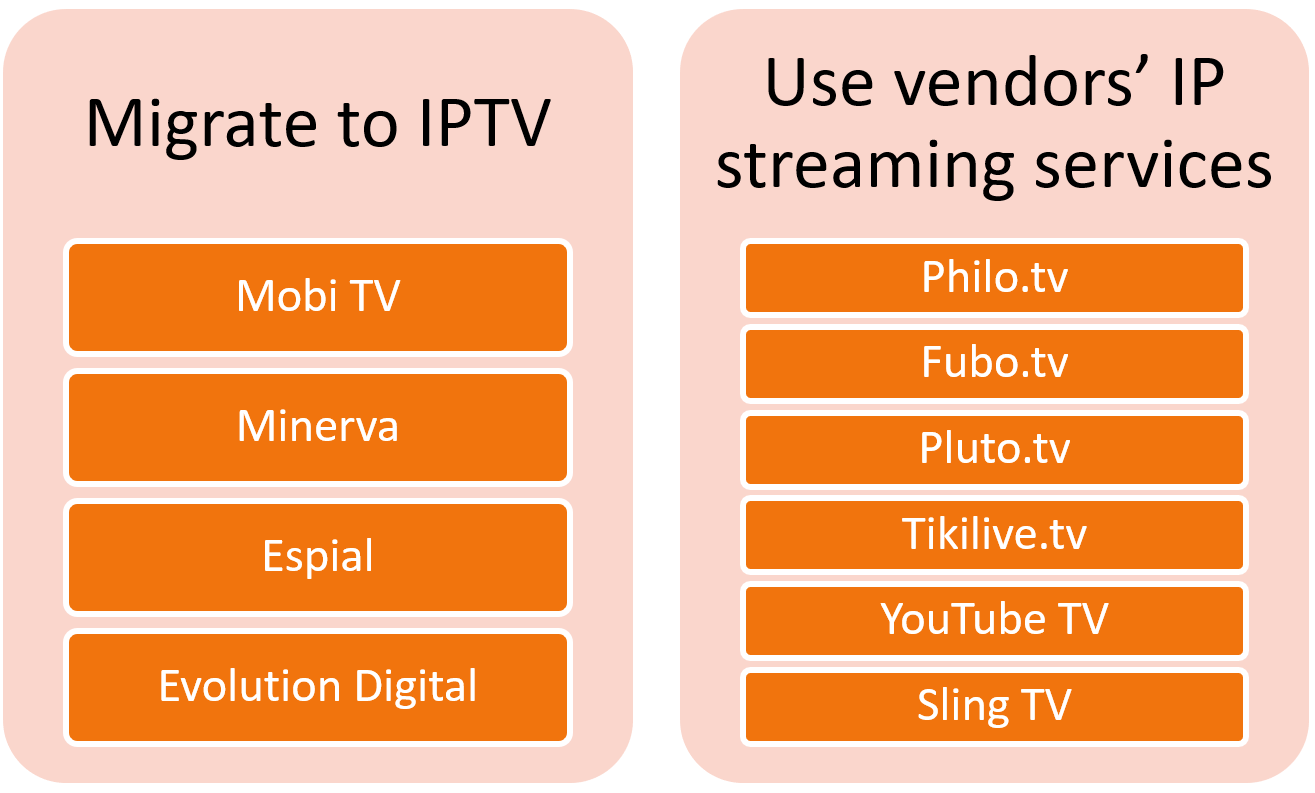 Migrate to IPTV
Mobi TV
Minerva
Espial
Evolution Digital
Use vendors’ IP
streaming services
Philo.tv
Fubo.tv
Pluto.tv
Tikilive.tv
YouTube TV
Sling TV